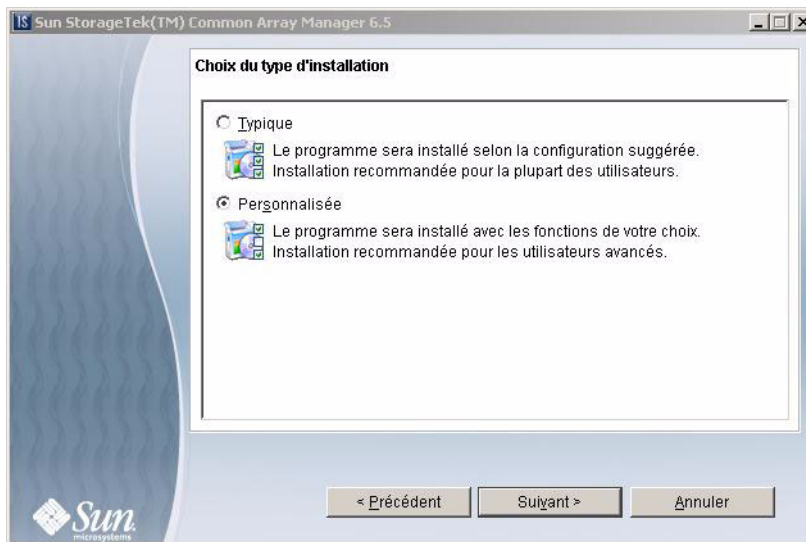 Sun StorageTek(TM) Common Array Manager 6.5
Choix du type d'installation
Typique
Le programme sera installé selon la configuration suggérée.
Installation recommandée pour la plupart des utilisateurs.
Personnalisée
Le programme sera installé avec les fonctions de votre choix.
Installation recommandée pour les utilisateurs avancés.
< Précédent
Suivant >
Annuler
Sun
microsystems